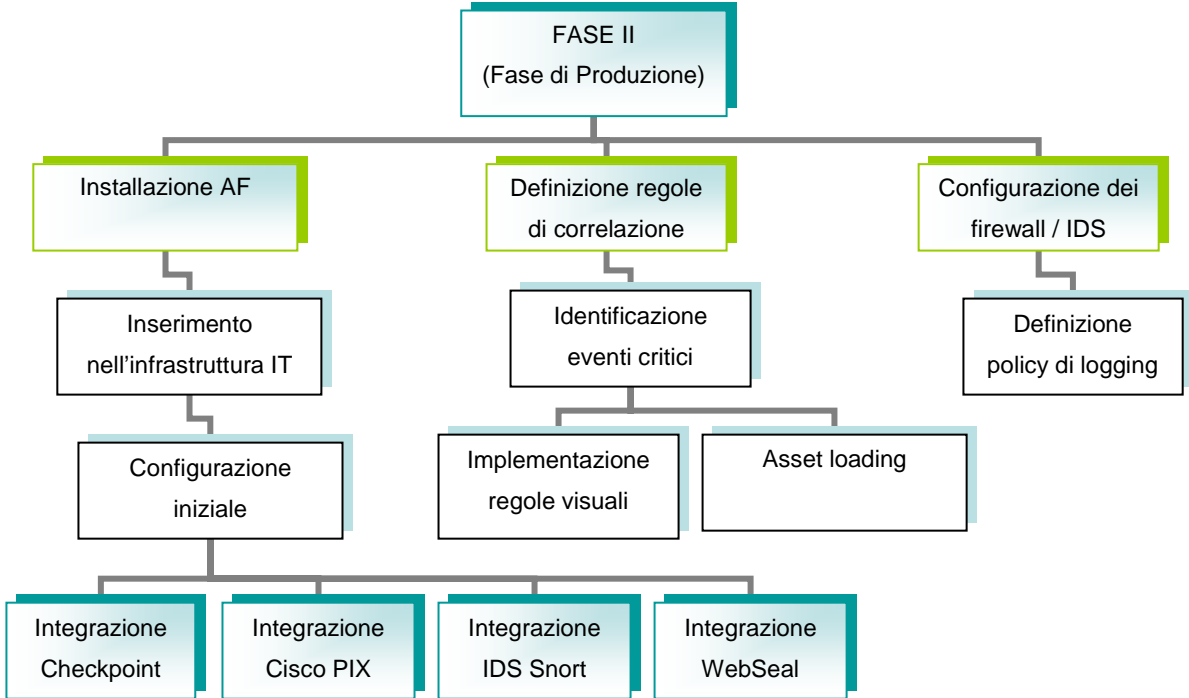 FASE II
(Fase di Produzione)
Installazione AF
Definizione regole
di correlazione
Configurazione dei
firewall / IDS
Inserimento
nell'infrastruttura IT
Identificazione
eventi critici
Definizione
policy di logging
Configurazione
iniziale
Implementazione
regole visuali
Asset loading
Integrazione
Checkpoint
Integrazione
Cisco PIX
Integrazione
IDS Snort
Integrazione
WebSeal